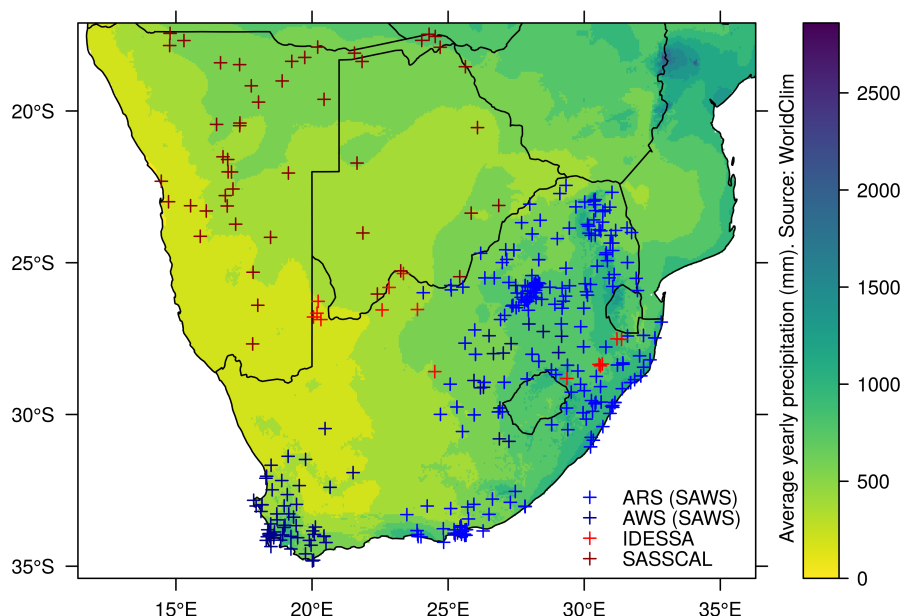 20°S
25°S
30°S
35°S
15°E
20°E
25°E
30°E
35°E
ARS (SAWS)
AWS (SAWS)
IDESSA
SASSCAL
Average yearly precipitation (mm). Source: WorldClim
2500
2000
1500
1000
500
0